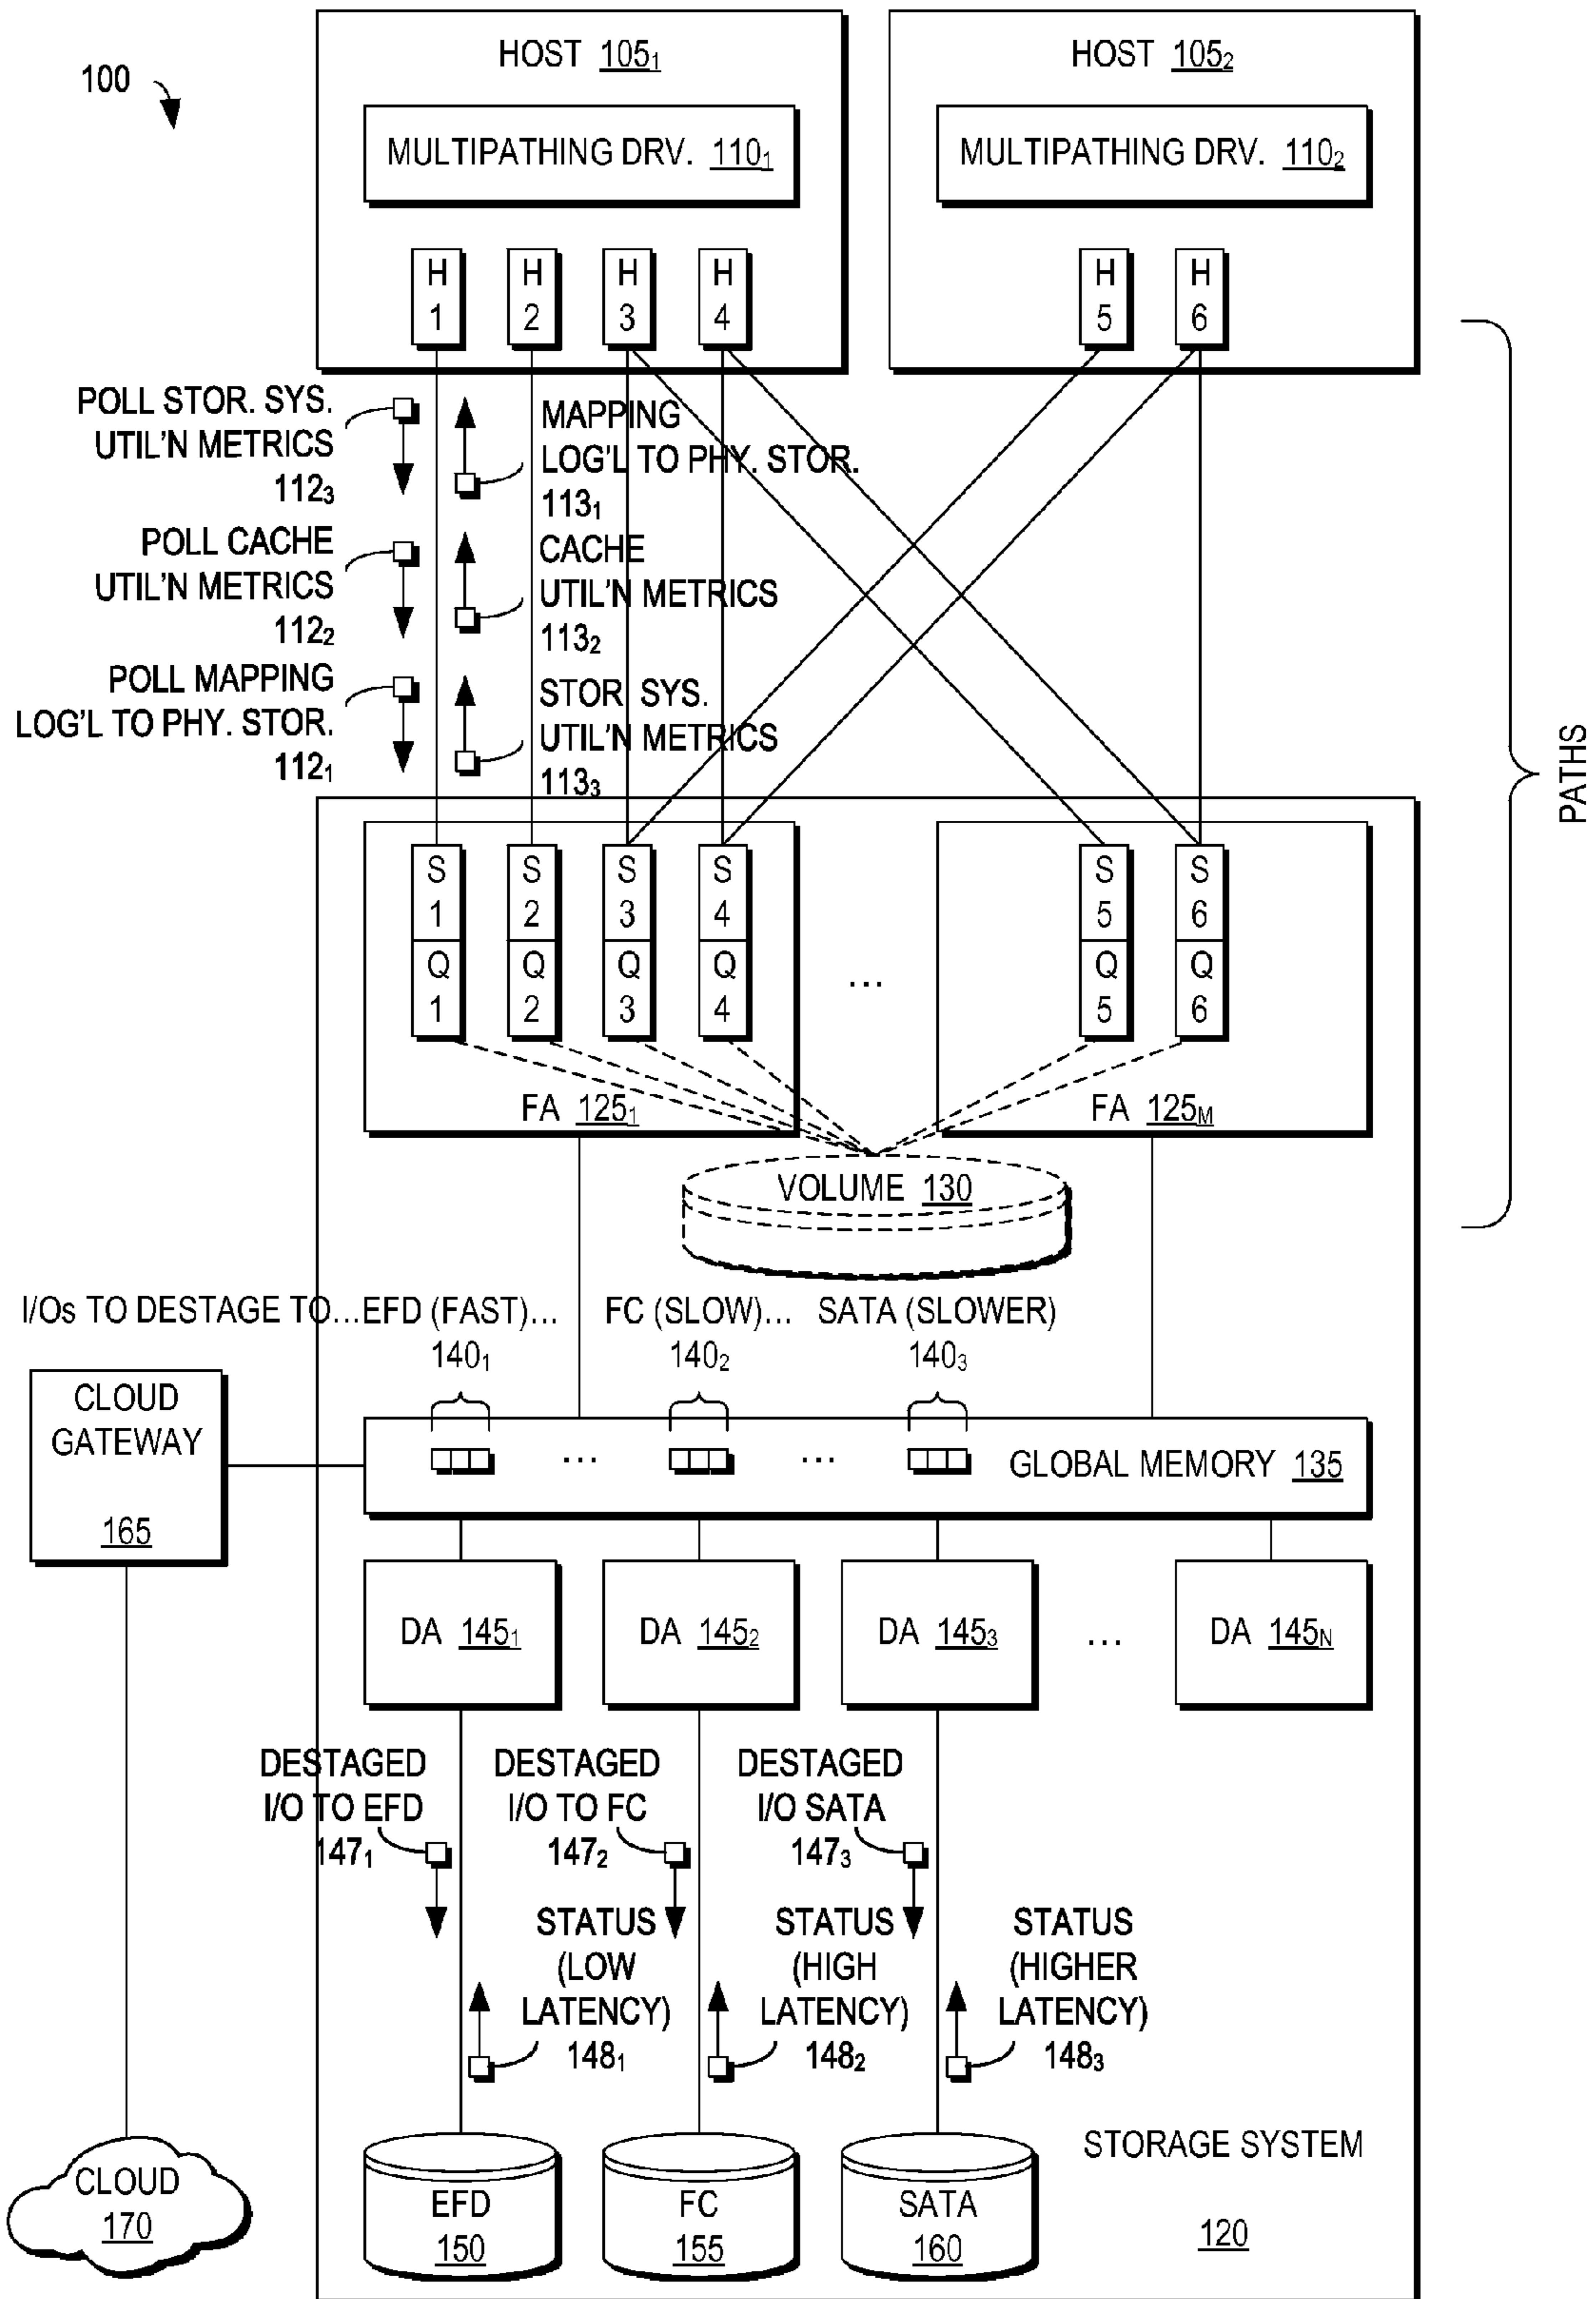 100
HOST 105₁
HOST 105₂
MULTIPATHING DRV. 110₁
MULTIPATHING DRV. 110₂
H 1
H 2
H 3
H 4
H 5
H 6
POLL STOR. SYS.
UTIL'N METRICS
112₃
MAPPING
LOG'L TO PHY. STOR.
113₁
POLL CACHE
UTIL'N METRICS
112₂
CACHE
UTIL'N METRICS
113₂
POLL MAPPING
LOG'L TO PHY. STOR.
112₁
STOR. SYS.
UTIL'N METRICS
113₃
PATHS
S 1
S 2
S 3
S 4
S 5
S 6
Q 1
Q 2
Q 3
Q 4
...
Q 5
Q 6
FA 125₁
FA 125M
VOLUME 130
I/Os TO DESTAGE TO...EFD (FAST)... FC (SLOW)... SATA (SLOWER)
140₁
140₂
140₃
CLOUD
GATEWAY
165
... ... GLOBAL MEMORY 135
DA 145₁
DA 145₂
DA 145₃
...
DA 145N
DESTAGED
I/O TO EFD
147₁
DESTAGED
I/O TO FC
147₂
DESTAGED
I/O SATA
147₃
STATUS
(LOW
LATENCY)
148₁
STATUS
(HIGH
LATENCY)
148₂
STATUS
(HIGHER
LATENCY)
148₃
CLOUD
170
EFD
150
FC
155
SATA
160
STORAGE SYSTEM
120